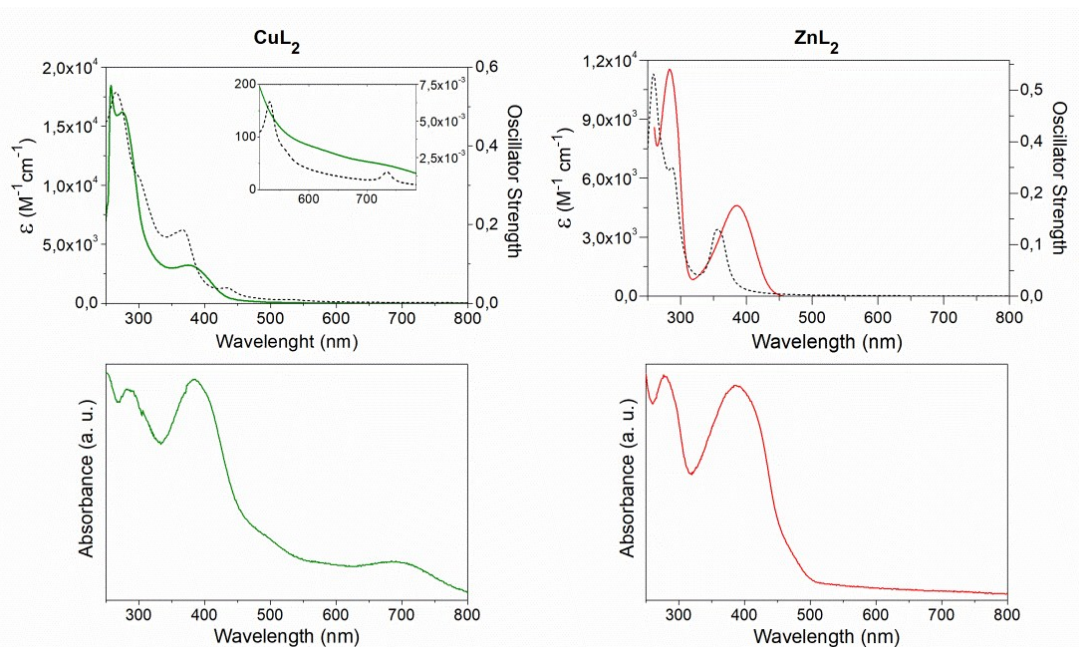 CuL2
2,0x10^4
1,5x10^4
1,0x10^4
5,0x10^3
0,0
ε (M^-1cm^-1)
0,6
0,4
0,2
0,0
Oscillator Strength
200
100
0
7,5x10^-3
5,0x10^-3
2,5x10^-3
600 700
300 400 500 600 700 800
Wavelenght (nm)
ZnL2
1,2x10^4
9,0x10^3
6,0x10^3
3,0x10^3
0,0
ε (M^-1 cm^-1)
0,5
0,4
0,2
0,1
0,0
Oscillator Strength
300 400 500 600 700 800
Wavelength (nm)
Absorbance (a. u.)
300 400 500 600 700 800
Wavelength (nm)
Absorbance (a. u.)
300 400 500 600 700 800
Wavelength (nm)